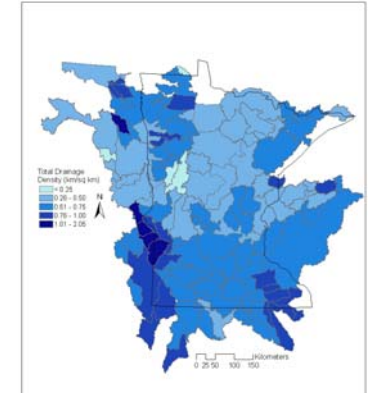 Total Drainage
Density (km/sq km)
< 0.25
0.26 - 0.50
0.51 - 0.75
0.76 - 1.00
1.01 - 2.05
N
0 25 50 100 150
Kilometers